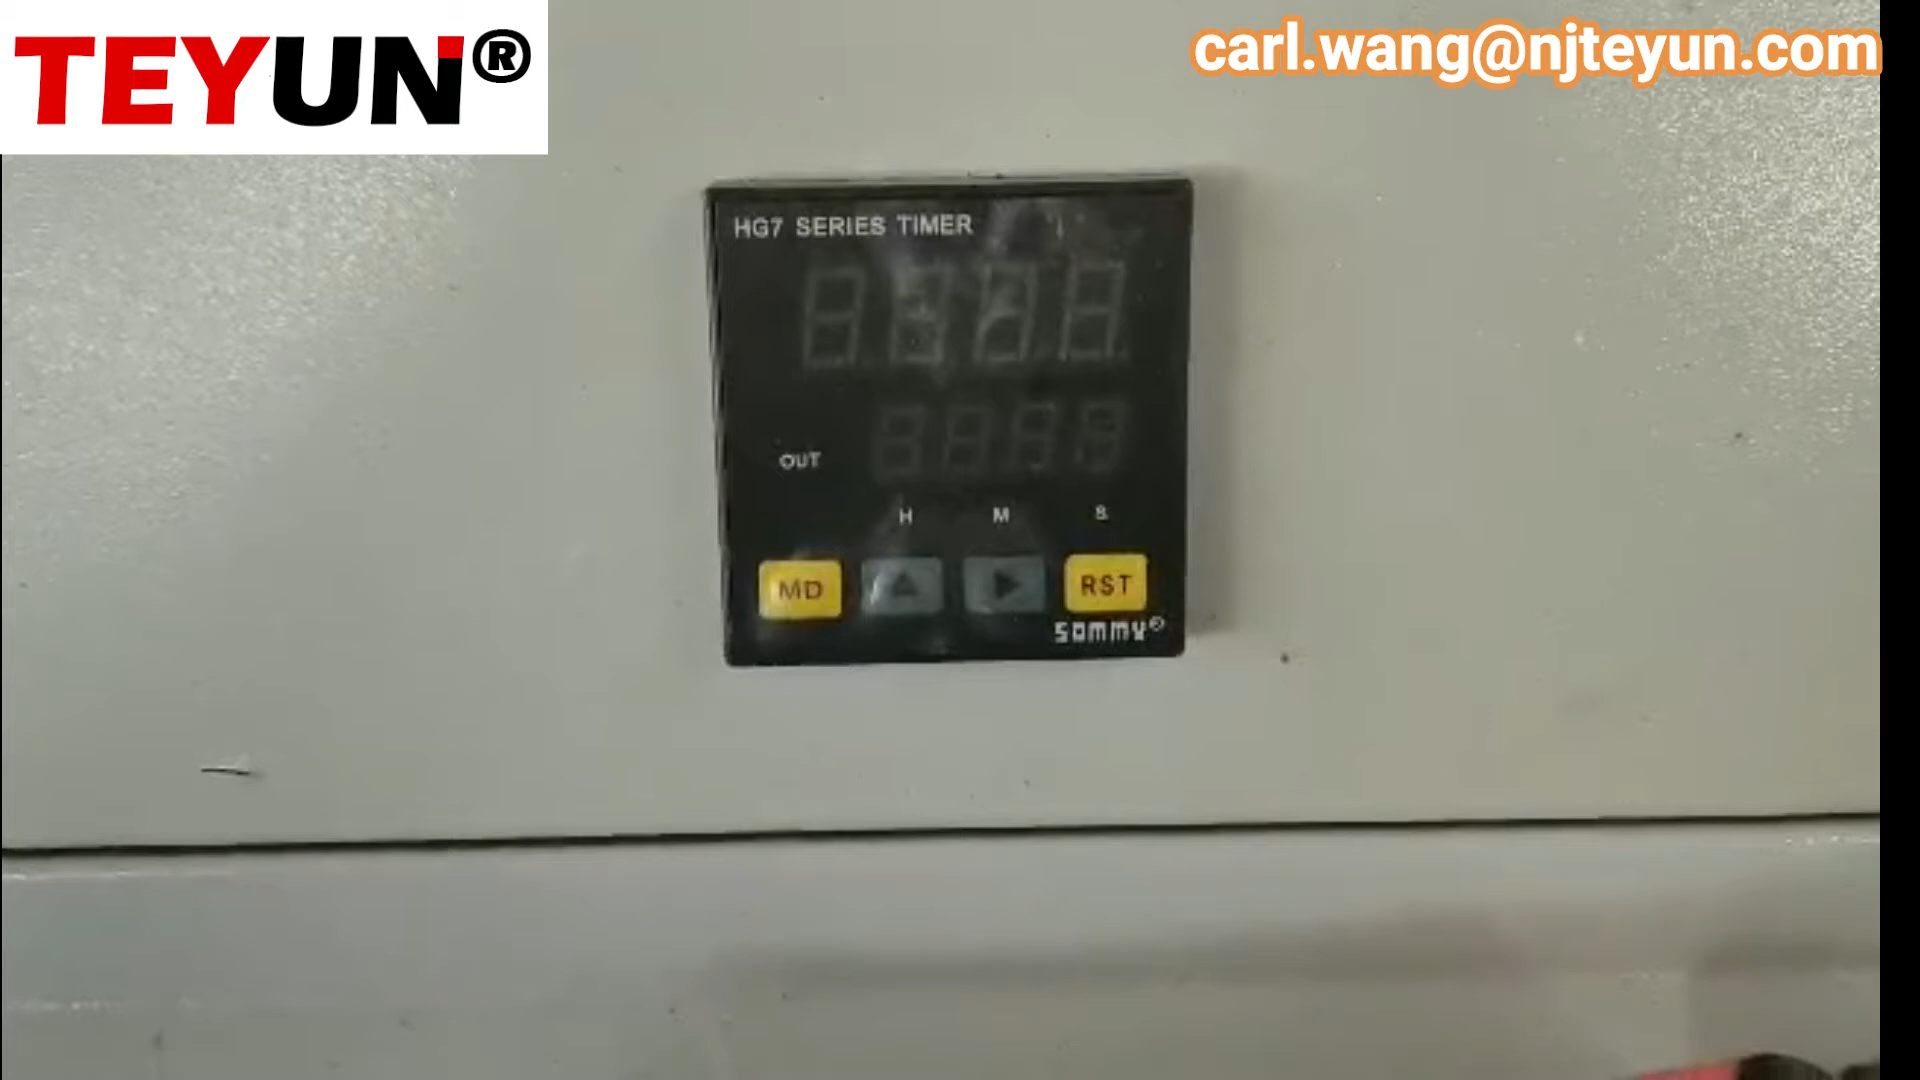 TEYUN®
carl.wang@njteyun.com
HG7 SERIES TIMER
OUT
H M S
MD RST
sommy®